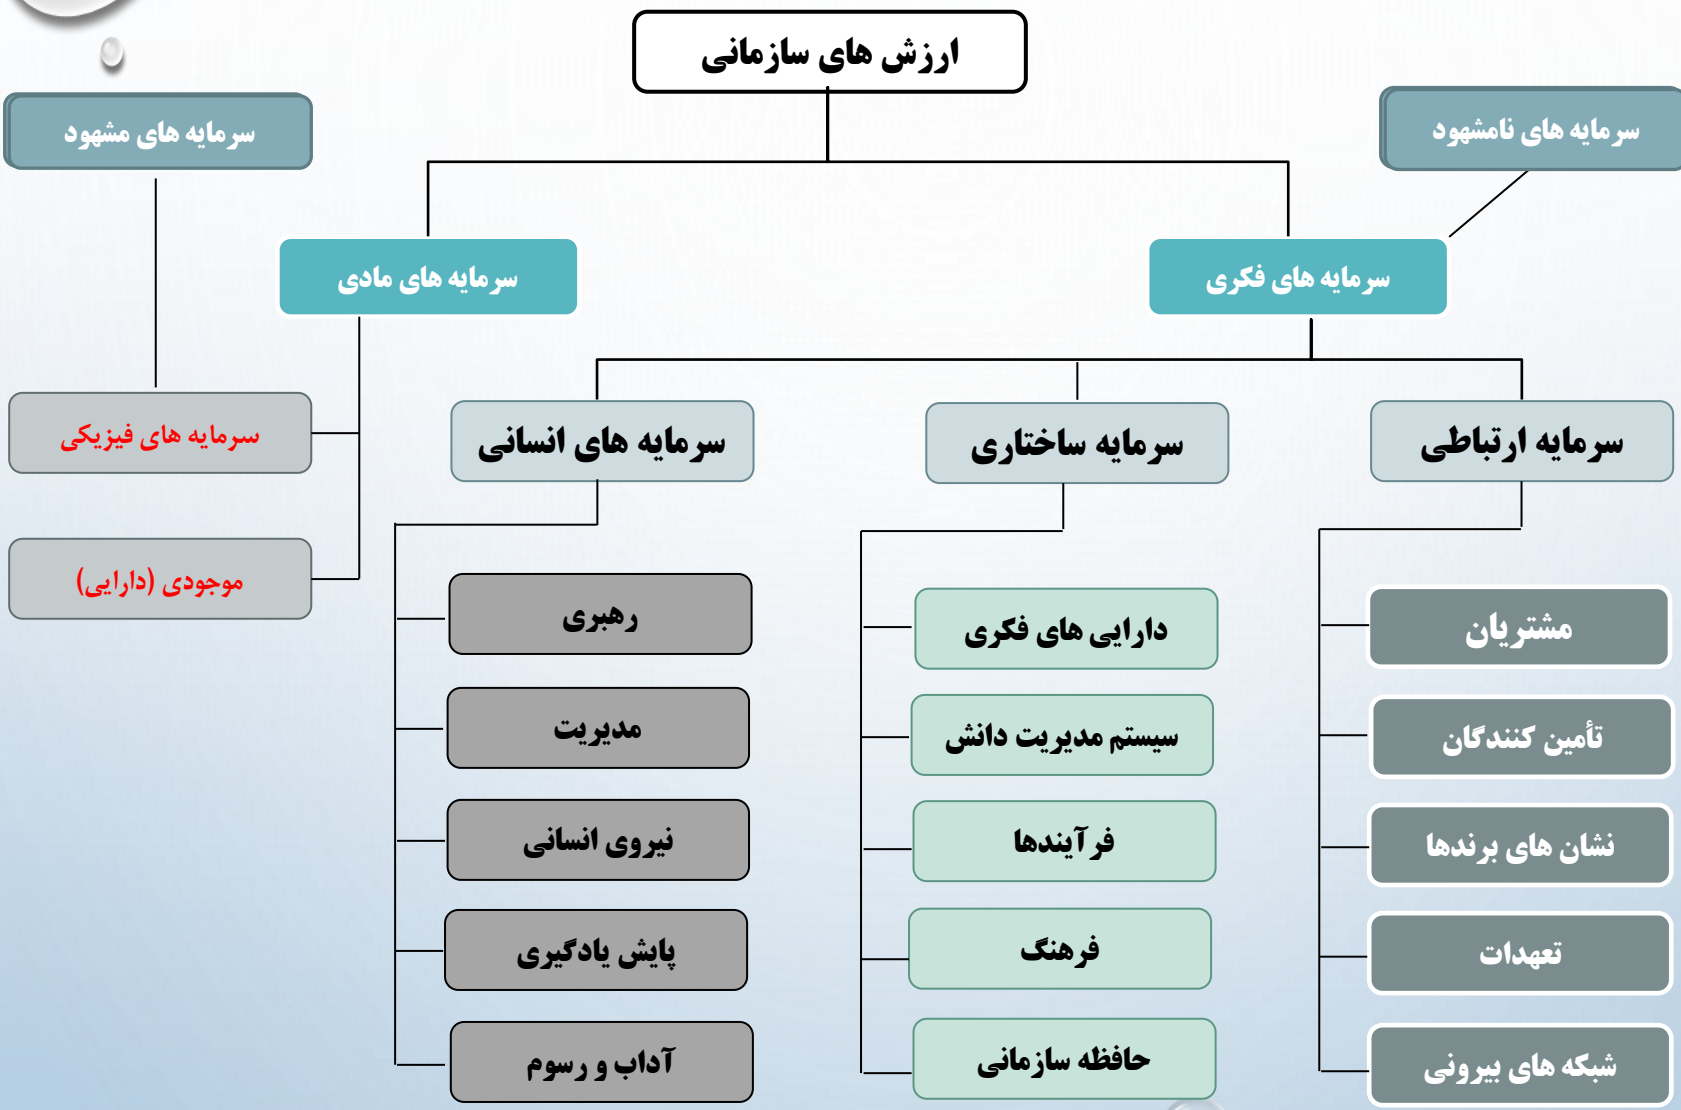 ارزش های سازمانی
سرمایه های نامشهود
سرمایه های مشهود
سرمایه های فکری
سرمایه های مادی
سرمایه ارتباطی
سرمایه ساختاری
سرمایه های انسانی
سرمایه های فیزیکی
موجودی (دارایی)
مشتریان
تأمین کنندگان
نشان های برندها
تعهدات
شبکه های بیرونی
دارایی های فکری
سیستم مدیریت دانش
فرآیندها
فرهنگ
حافظه سازمانی
رهبری
مدیریت
نیروی انسانی
پایش یادگیری
آداب و رسوم